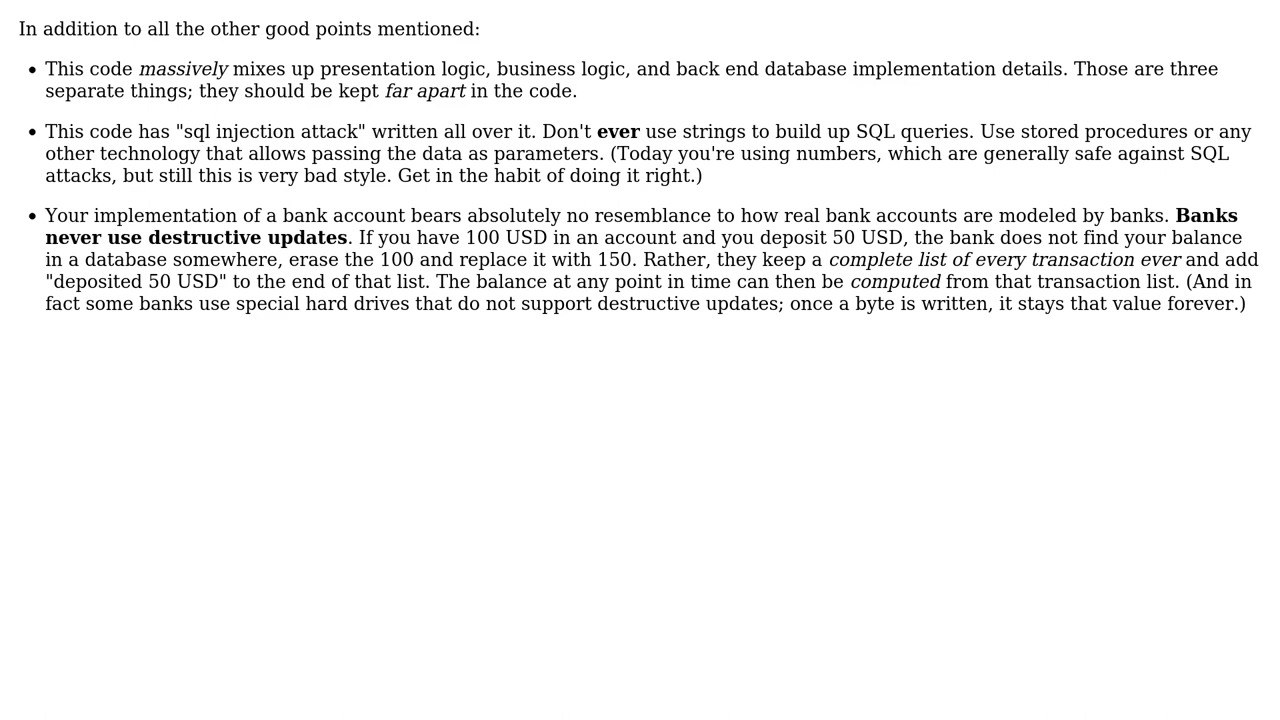 In addition to all the other good points mentioned:
• This code massively mixes up presentation logic, business logic, and back end database implementation details. Those are three
separate things; they should be kept far apart in the code.
• This code has "sql injection attack" written all over it. Don't ever use strings to build up SQL queries. Use stored procedures or any
other technology that allows passing the data as parameters. (Today you're using numbers, which are generally safe against SQL
attacks, but still this is very bad style. Get in the habit of doing it right.)
• Your implementation of a bank account bears absolutely no resemblance to how real bank accounts are modeled by banks. Banks
never use destructive updates. If you have 100 USD in an account and you deposit 50 USD, the bank does not find your balance
in a database somewhere, erase the 100 and replace it with 150. Rather, they keep a complete list of every transaction ever and add
"deposited 50 USD" to the end of that list. The balance at any point in time can then be computed from that transaction list. (And in
fact some banks use special hard drives that do not support destructive updates; once a byte is written, it stays that value forever.)